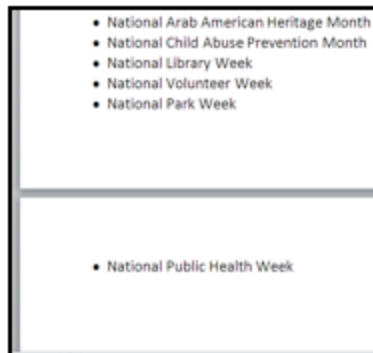 • National Arab American Heritage Month
• National Child Abuse Prevention Month
• National Library Week
• National Volunteer Week
• National Park Week
• National Public Health Week